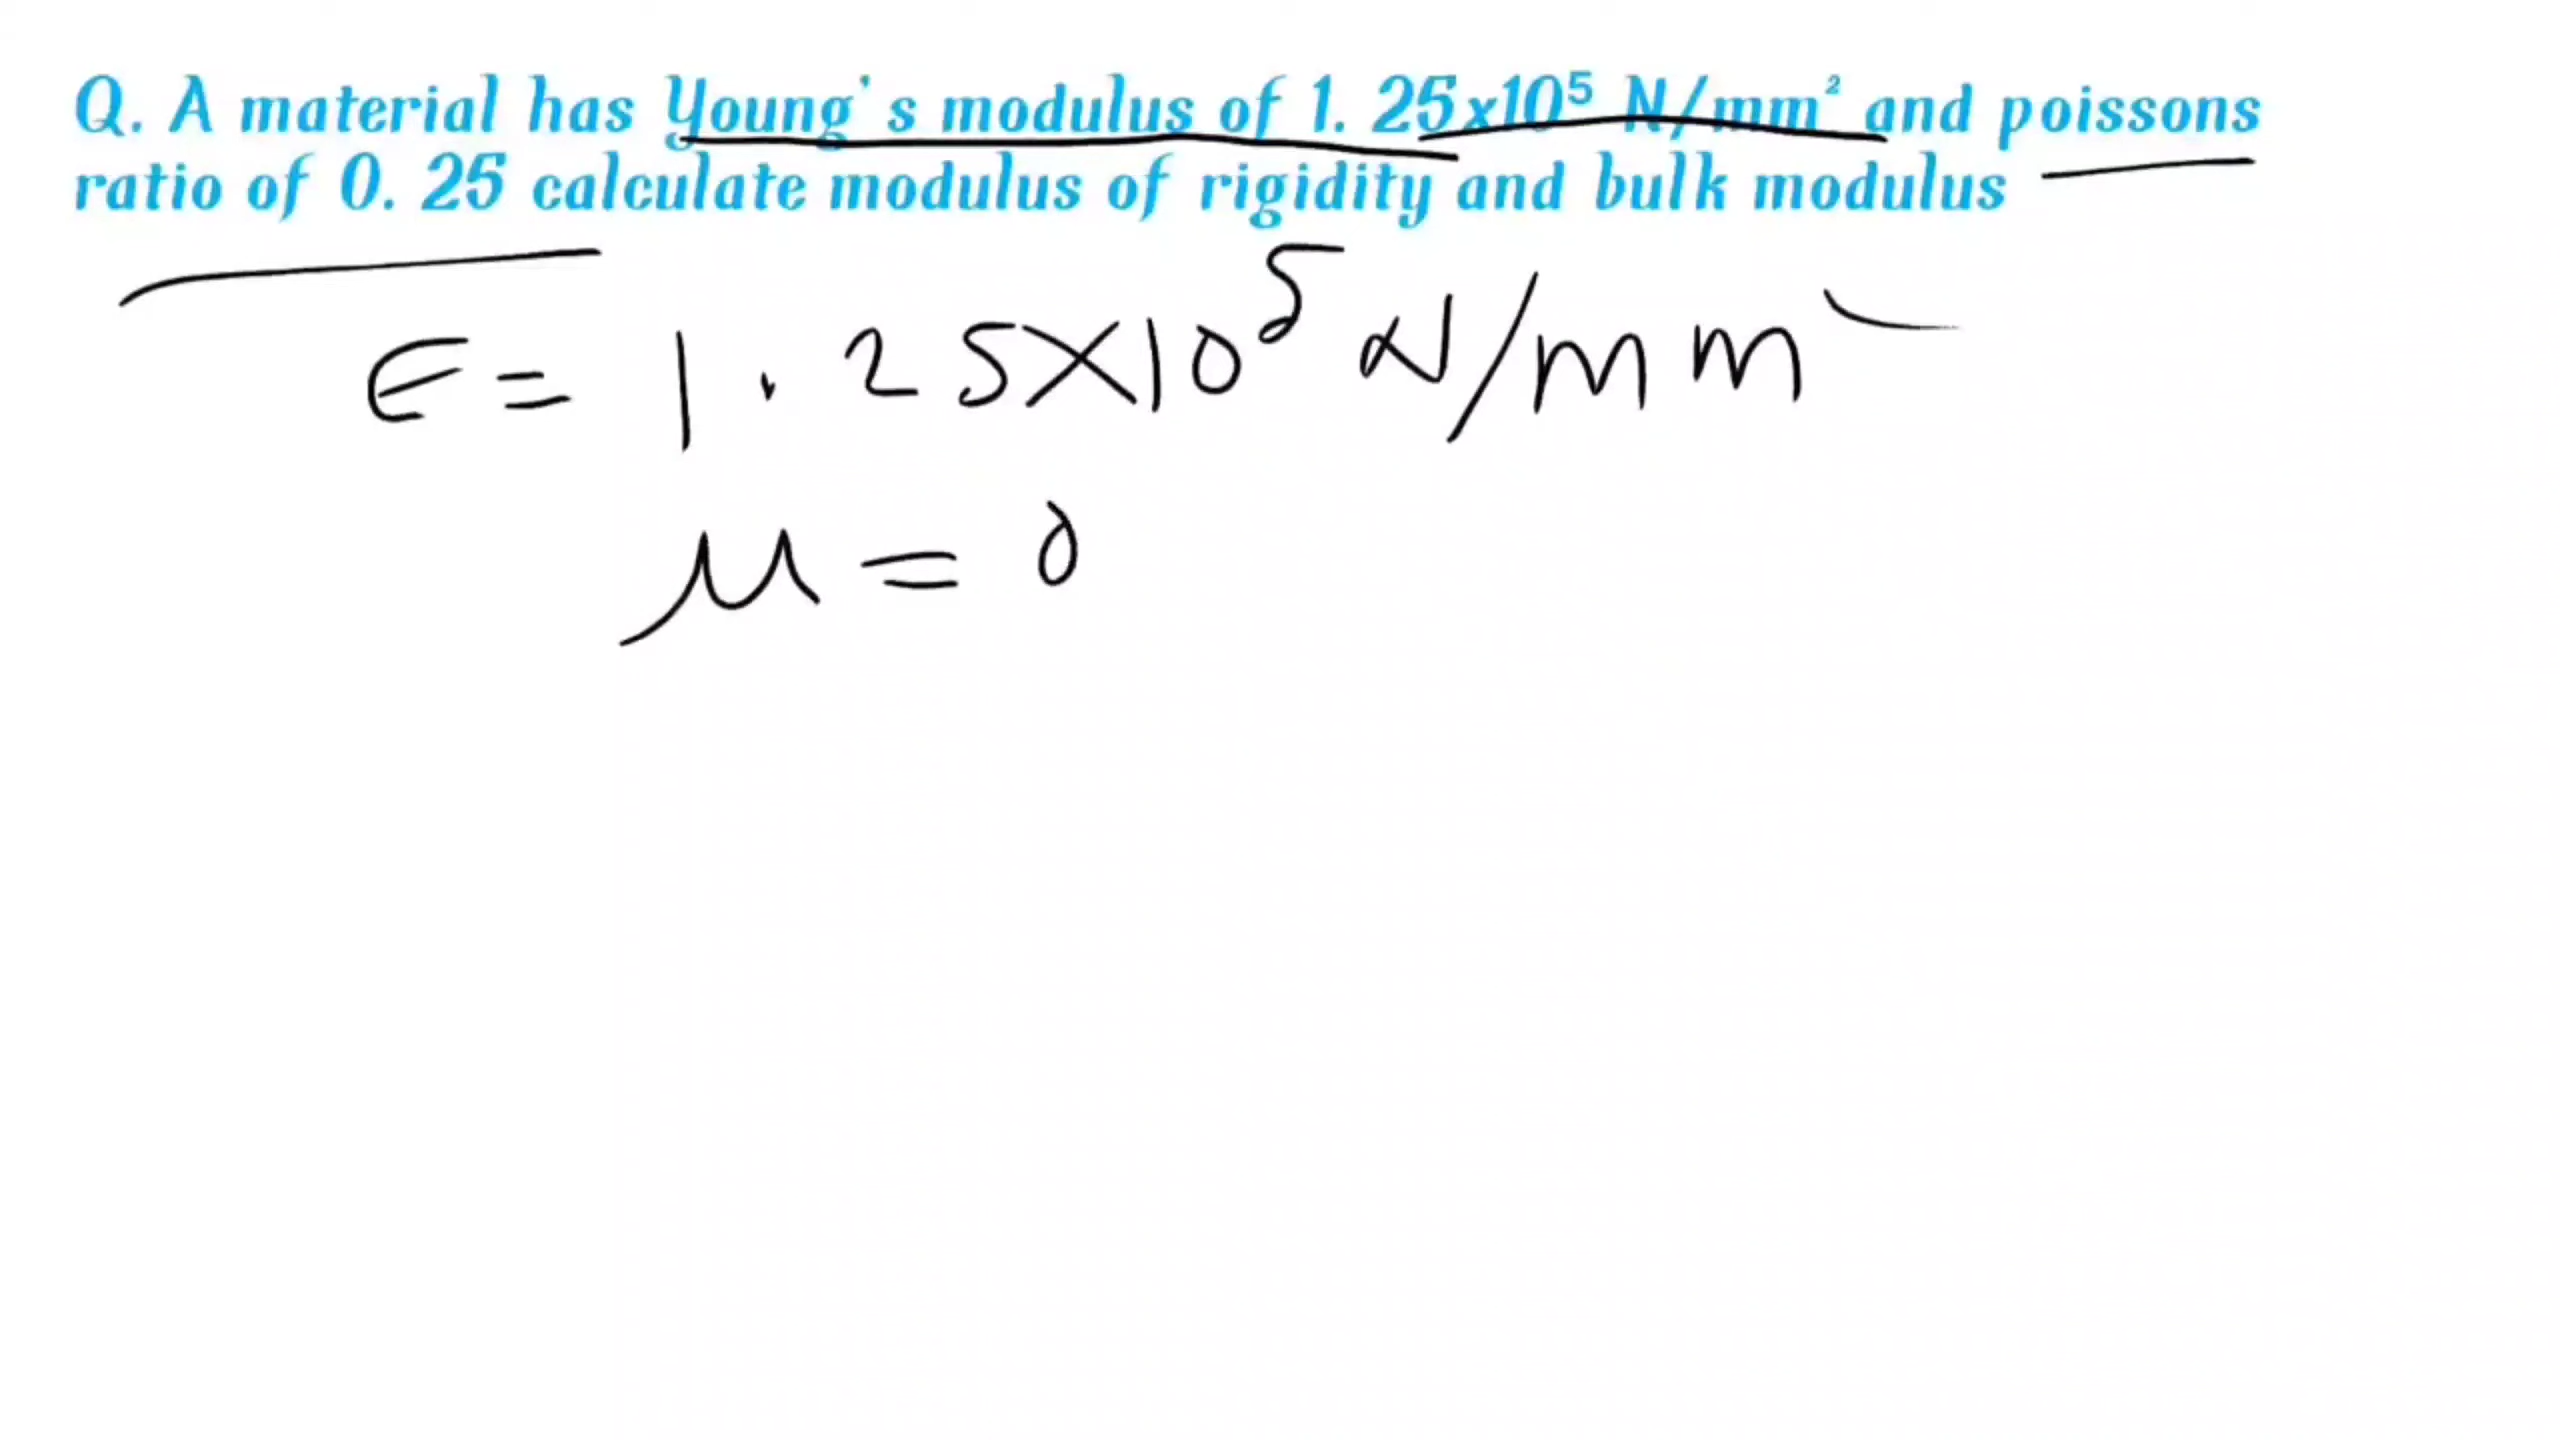 Q. A material has Young's modulus of 1. 25x10⁵ N/mm² and poissons
ratio of 0. 25 calculate modulus of rigidity and bulk modulus
E = 1.25×10⁵ N/mm²
μ = 0